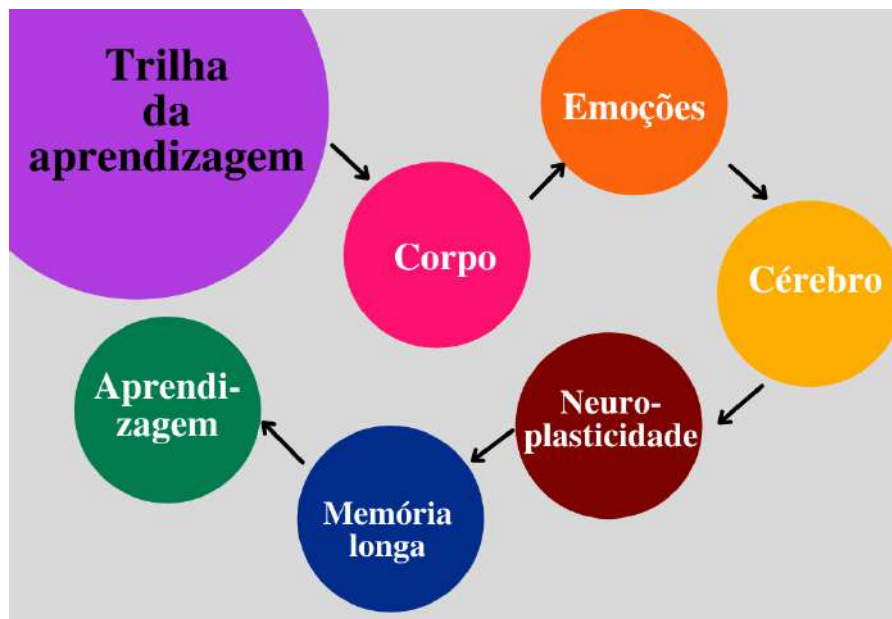 Trilha
da
aprendizagem
Corpo
Emoções
Cérebro
Neuro-
plasticidade
Memória
longa
Aprendi-
zagem